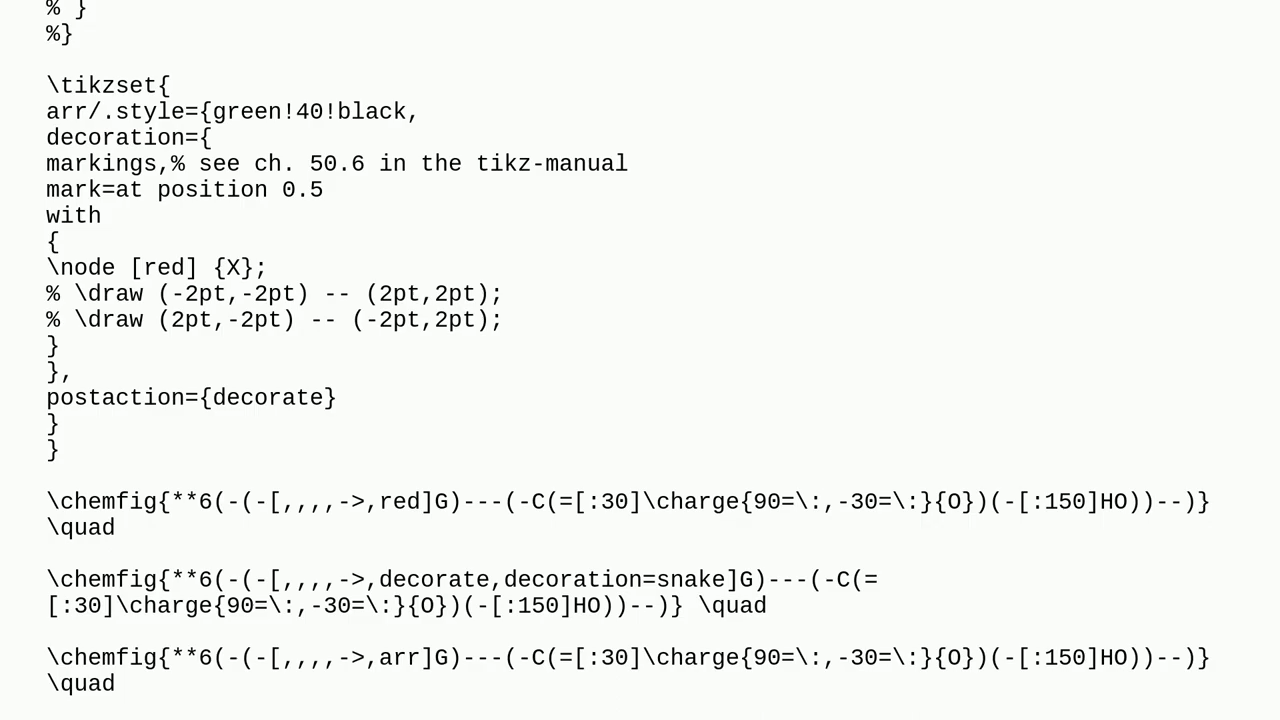 % }
%}
\tikzset{
arr/.style={green!40!black,
decoration={
markings,% see ch. 50.6 in the tikz-manual
mark=at position 0.5
with
{
\node [red] {X};
% \draw (-2pt,-2pt) -- (2pt,2pt);
% \draw (2pt,-2pt) -- (-2pt,2pt);
}
},
postaction={decorate}
}
}
\chemfig{**6(-(-[,,,,->,red]G)---(-C(=[:30]\charge{90=\:,-30=\:}{O})(-[:150]HO))--)}
\quad
\chemfig{**6(-(-[,,,,->,decorate,decoration=snake]G)---(-C(=
[:30]\charge{90=\:,-30=\:}{O})(-[:150]HO))--)} \quad
\chemfig{**6(-(-[,,,,->,arr]G)---(-C(=[:30]\charge{90=\:,-30=\:}{O})(-[:150]HO))--)}
\quad